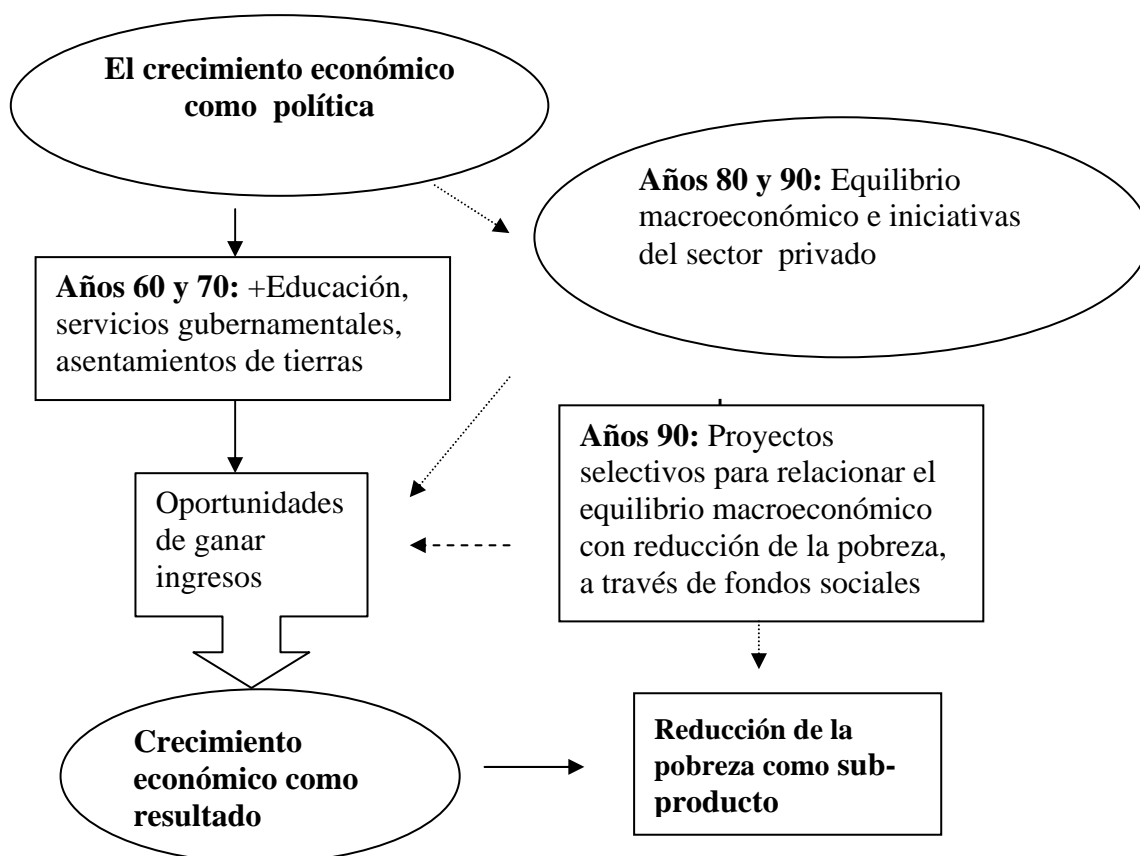 El crecimiento económico
como política
Años 80 y 90: Equilibrio
macroeconómico e iniciativas
del sector privado
Años 60 y 70: +Educación,
servicios gubernamentales,
asentamientos de tierras
Años 90: Proyectos
selectivos para relacionar el
equilibrio macroeconómico
con reducción de la pobreza,
a través de fondos sociales
Oportunidades
de ganar
ingresos
Crecimiento
económico como
resultado
Reducción de la
pobreza como sub-
producto